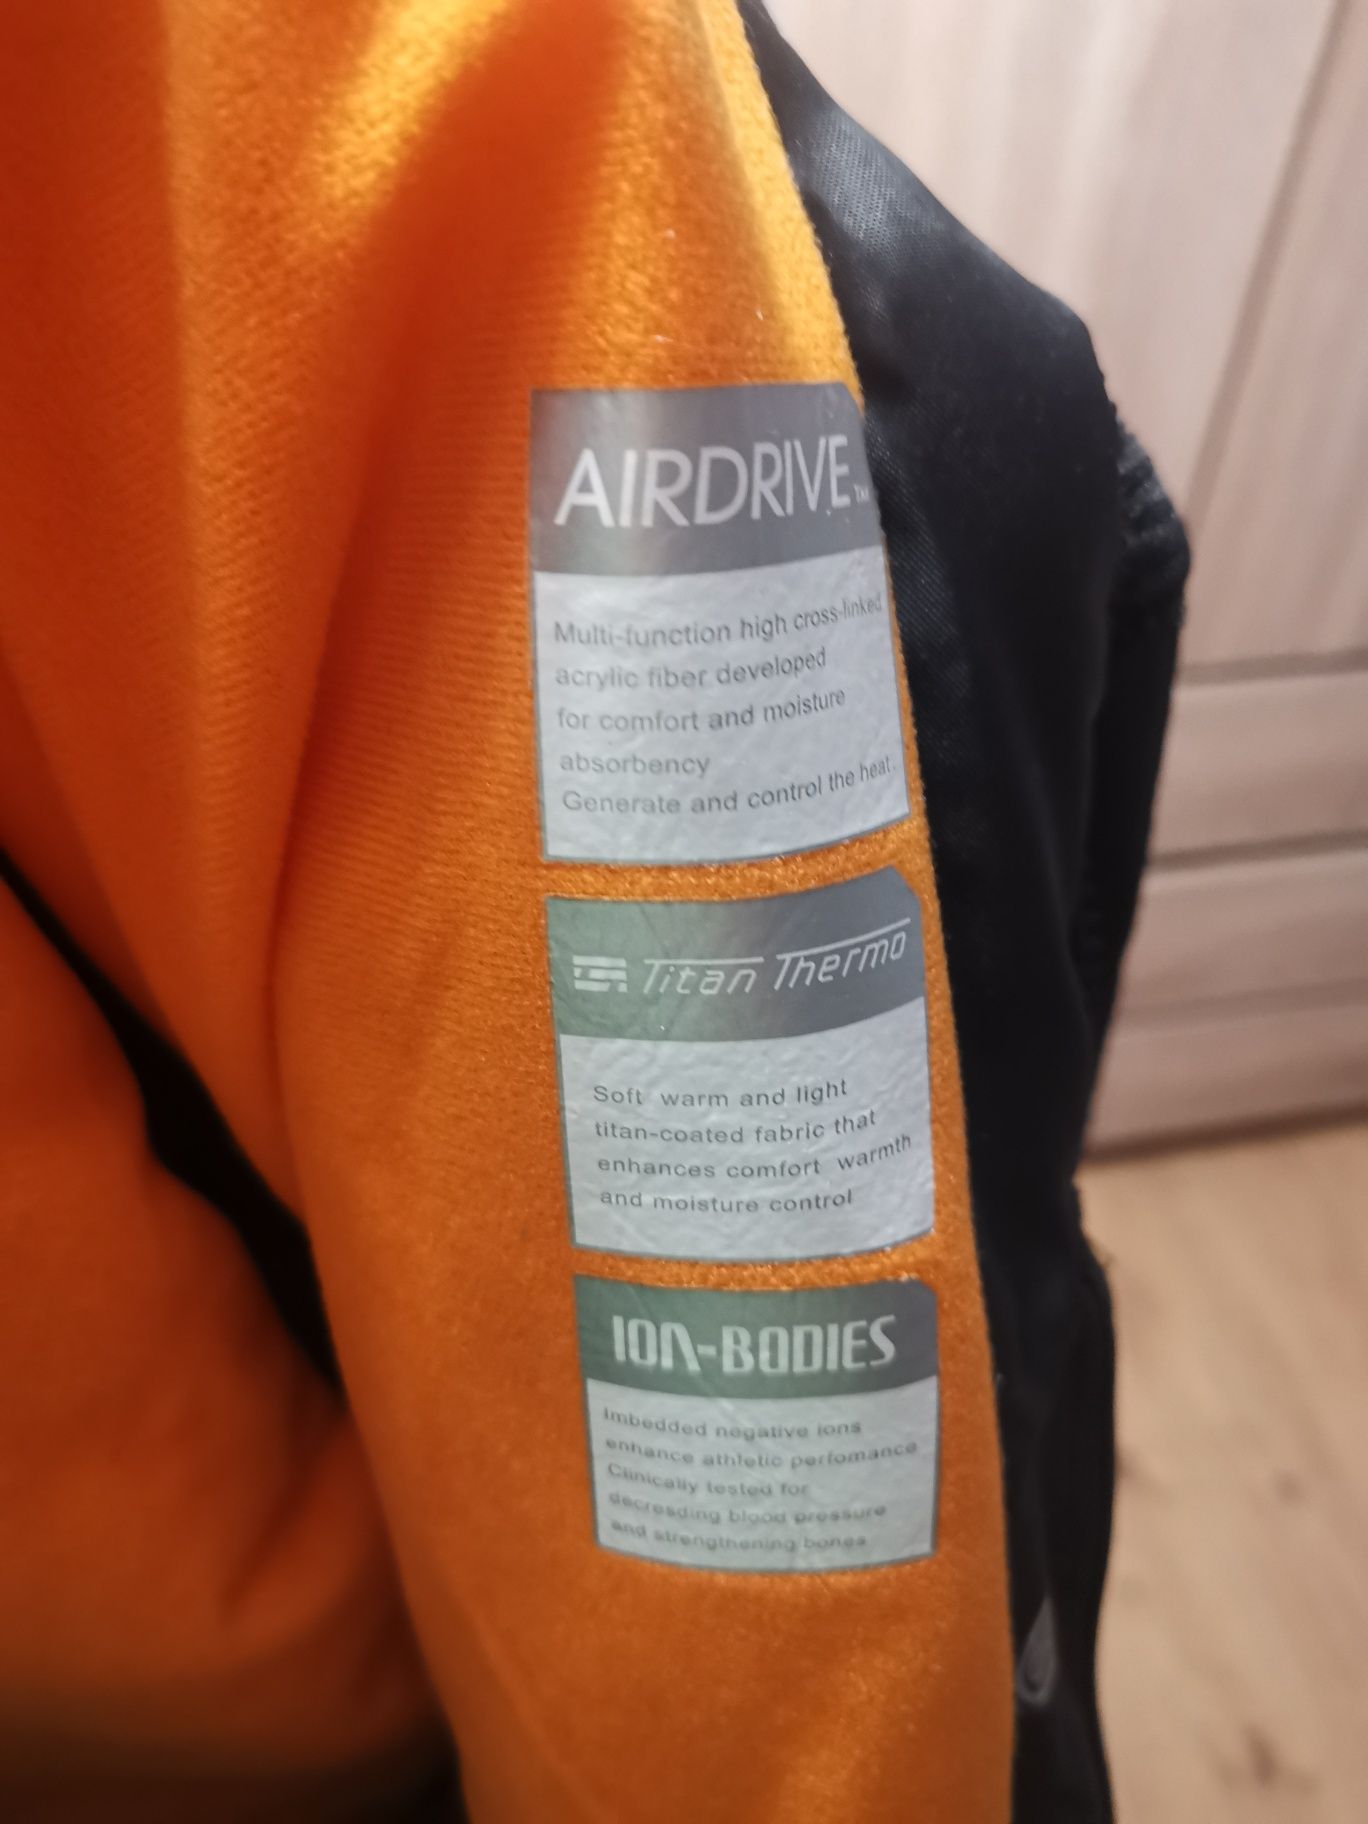 AIRDRIVE™
Multi-function high cross-linked
acrylic fiber developed
for comfort and moisture
absorbency
Generate and control the heat.
Titan Thermo
Soft warm and light
titan-coated fabric that
enhances comfort warmth
and moisture control
ION-BODIES
Imbedded negative ions
enhance athletic perfomance
Clinically tested for
decresding blood pressure
and strengthening bones